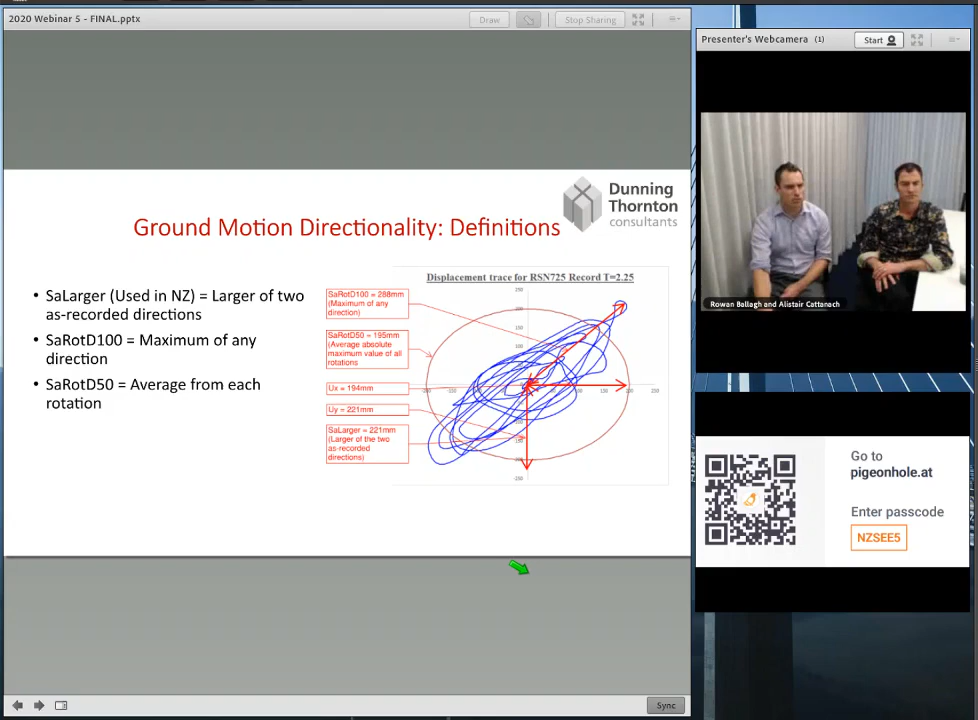 2020 Webinar 5 - FINAL.pptx
Draw
Stop Sharing
Presenter's Webcamera (1)
Start
Dunning
Thornton
consultants
Ground Motion Directionality: Definitions
• SaLarger (Used in NZ) = Larger of two
as-recorded directions
• SaRotD100 = Maximum of any
direction
• SaRotD50 = Average from each
rotation
Displacement trace for RSN725 Record T=2.25
SaRotD100 = 288mm
(Maximum of any
direction)
SaRotD50 = 195mm
(Average absolute
maximum value of all
rotations
Ux = 194mm
Uy = 221mm
SaLarger = 221mm
(Larger of the two
as-recorded
directions)
Rowan Ballagh and Alistair Cattanach
Go to
pigeonhole.at
Enter passcode
NZSEE5
Sync